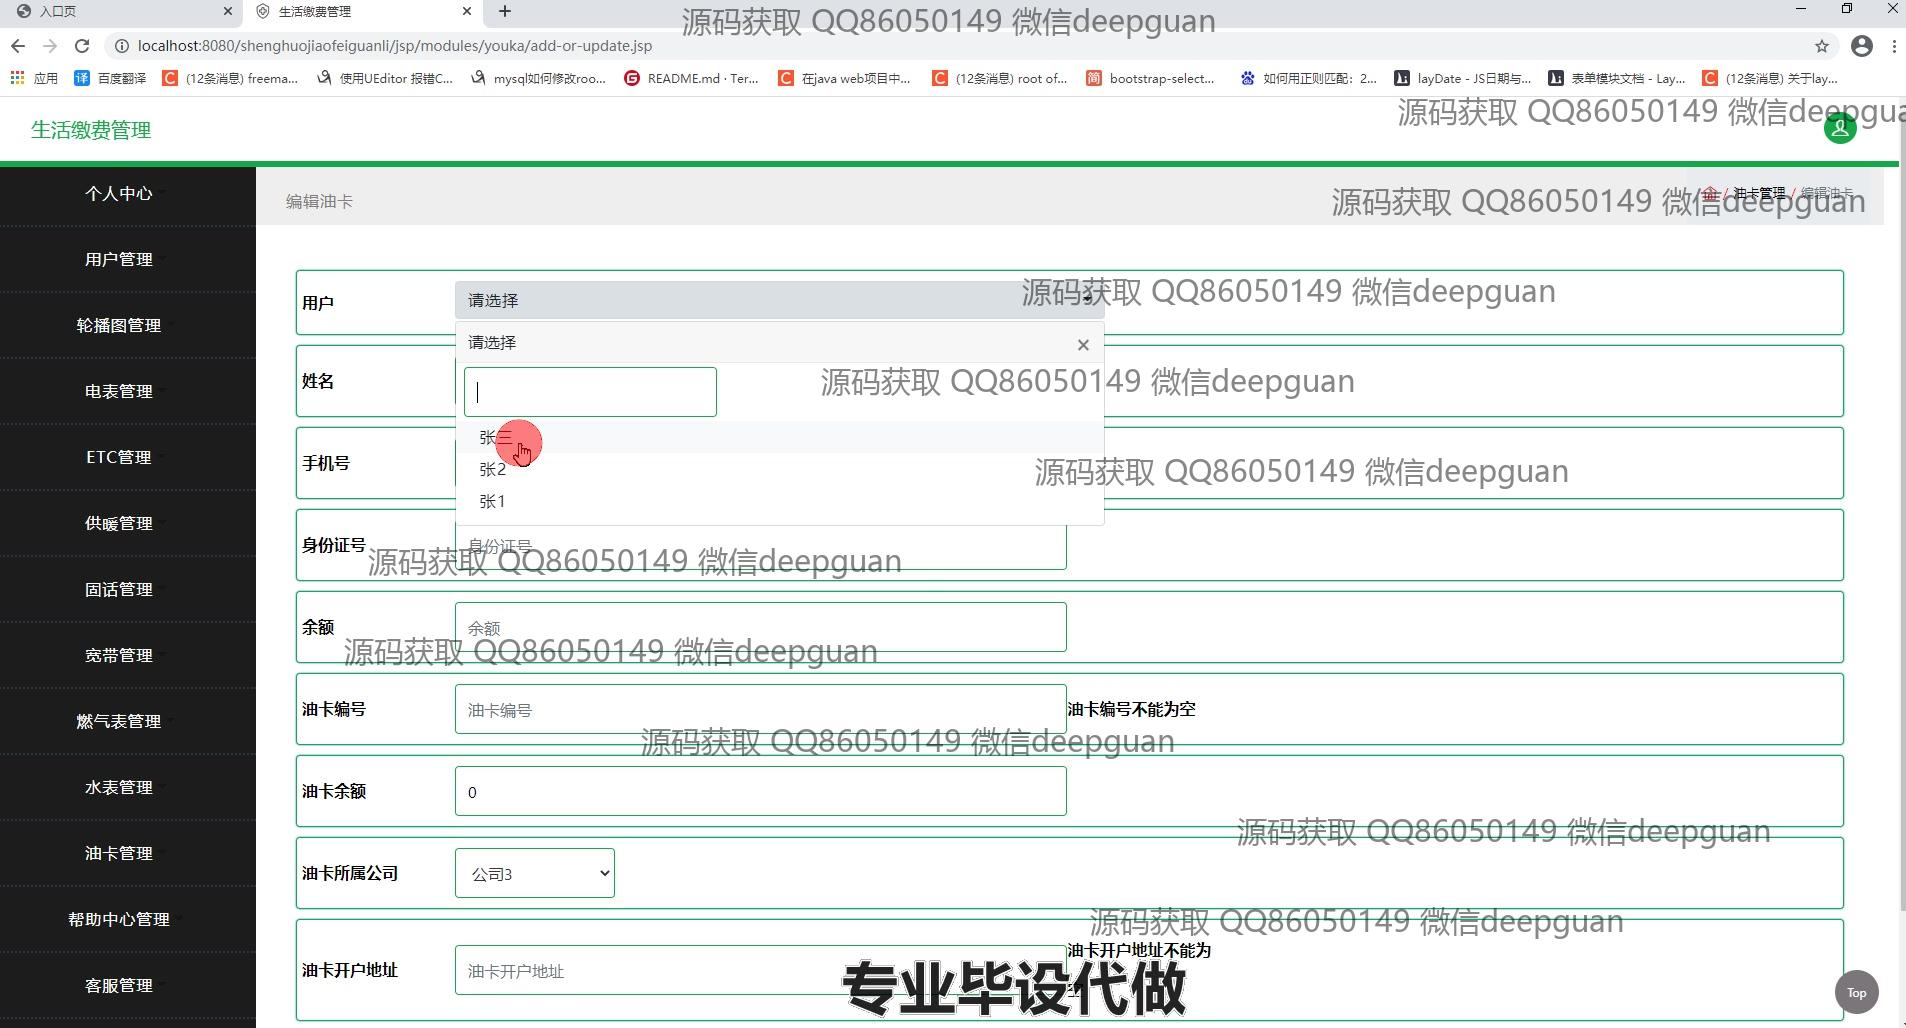 入口页
生活缴费管理
源码获取 QQ86050149 微信deepguan
localhost:8080/shenghuojiaofeiguanli/jsp/modules/youka/add-or-update.jsp
应用
百度翻译
(12条消息) freema...
使用UEditor 报错C...
mysql如何修改roo...
README.md · Ter...
在java web项目中...
(12条消息) root of...
bootstrap-select...
如何用正则匹配：2...
layDate - JS日期与...
表单模块文档 - Lay...
(12条消息) 关于lay...
源码获取 QQ86050149 微信deepgua
生活缴费管理
个人中心
用户管理
轮播图管理
电表管理
ETC管理
供暖管理
固话管理
宽带管理
燃气表管理
水表管理
油卡管理
帮助中心管理
客服管理
编辑油卡
/ 油卡管理 / 编辑油卡
源码获取 QQ86050149 微信deepguan
用户
请选择
源码获取 QQ86050149 微信deepguan
请选择
×
姓名
源码获取 QQ86050149 微信deepguan
张三
张2
张1
手机号
源码获取 QQ86050149 微信deepguan
身份证号
身份证号
源码获取 QQ86050149 微信deepguan
余额
余额
源码获取 QQ86050149 微信deepguan
油卡编号
油卡编号
油卡编号不能为空
源码获取 QQ86050149 微信deepguan
油卡余额
0
源码获取 QQ86050149 微信deepguan
油卡所属公司
公司3
源码获取 QQ86050149 微信deepguan
油卡开户地址
油卡开户地址
油卡开户地址不能为
空
专业毕设代做
Top